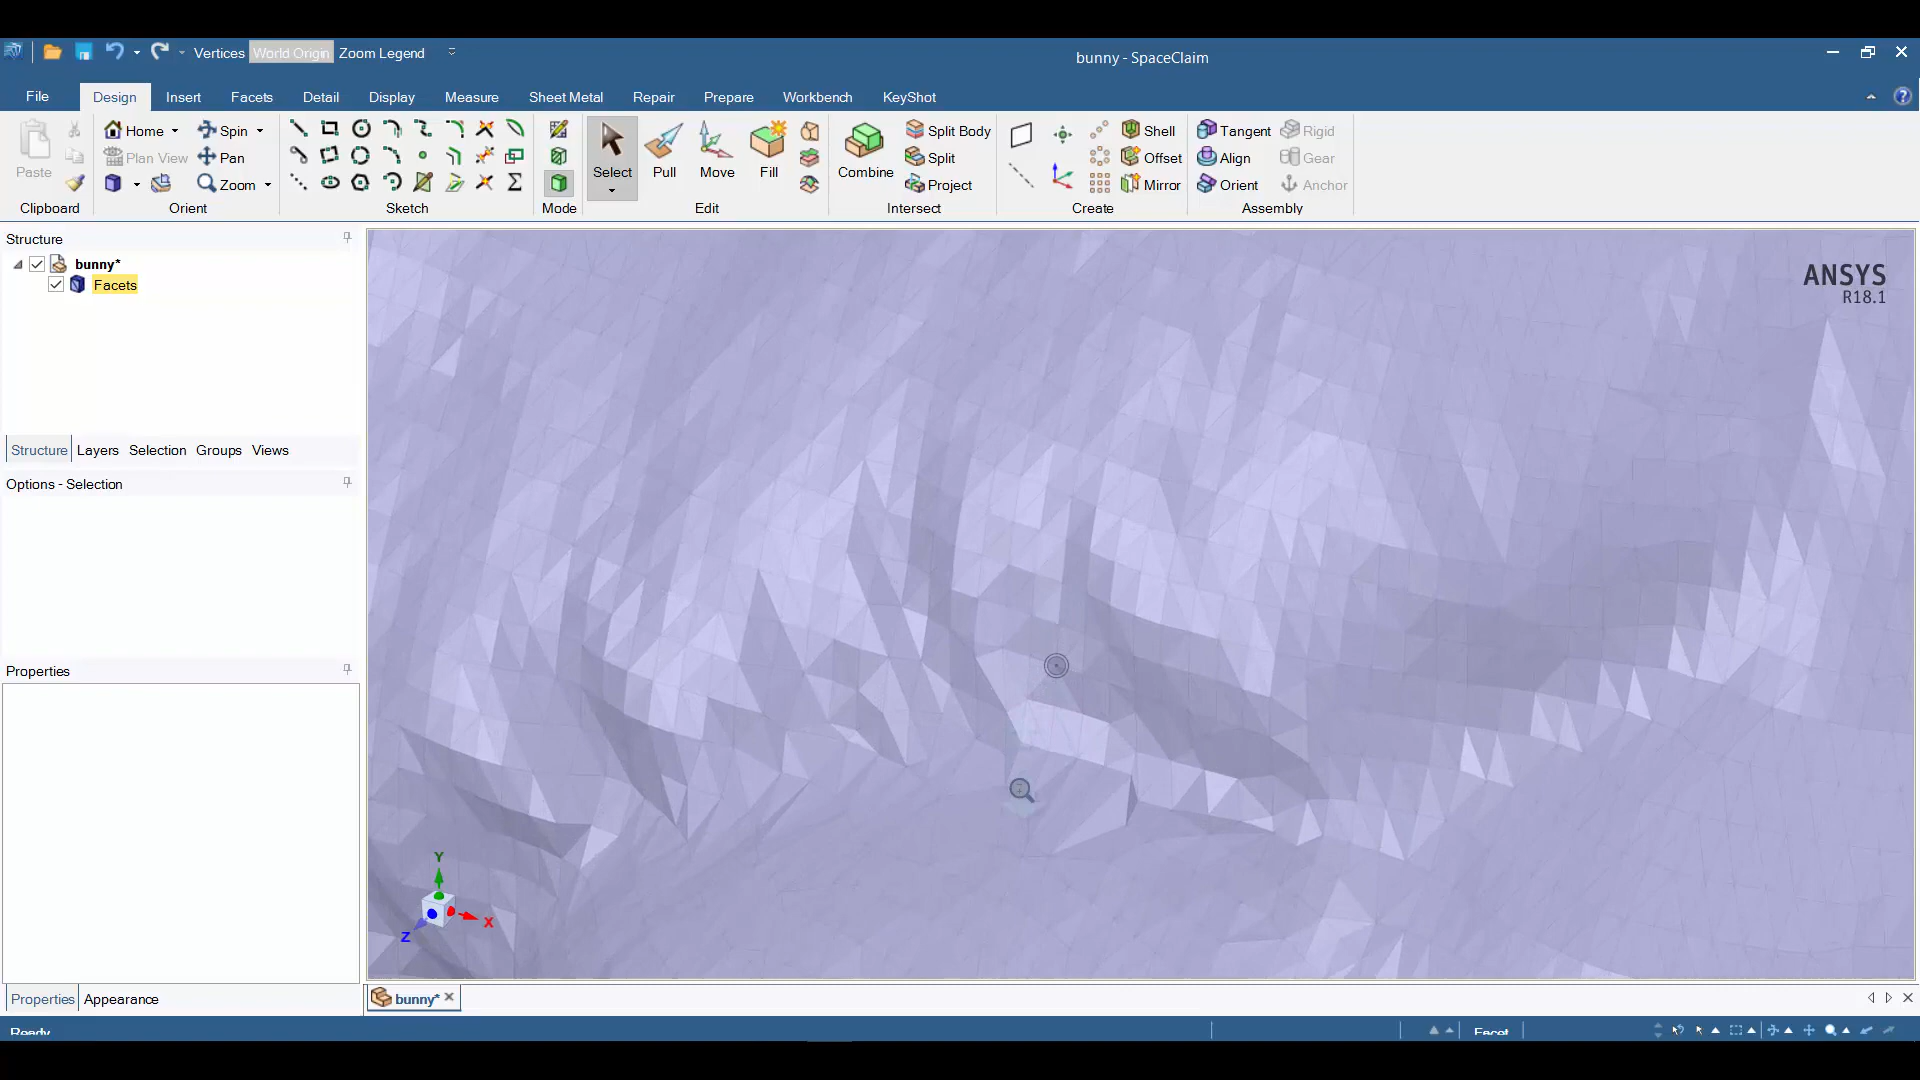 Vertices World Origin Zoom Legend
bunny - SpaceClaim
File Design Insert Facets Detail Display Measure Sheet Metal Repair Prepare Workbench KeyShot
Paste
Clipboard
Home Spin
Plan View Pan
Zoom
Orient
Sketch
Mode
Select Pull Move Fill
Edit
Combine
Split Body
Split
Project
Intersect
Shell
Offset
Mirror
Create
Tangent Rigid
Align Gear
Orient Anchor
Assembly
Structure
bunny*
Facets
Structure Layers Selection Groups Views
Options - Selection
Properties
Properties Appearance
ANSYS
R18.1
Y
X
Z
bunny*
Ready
Facet